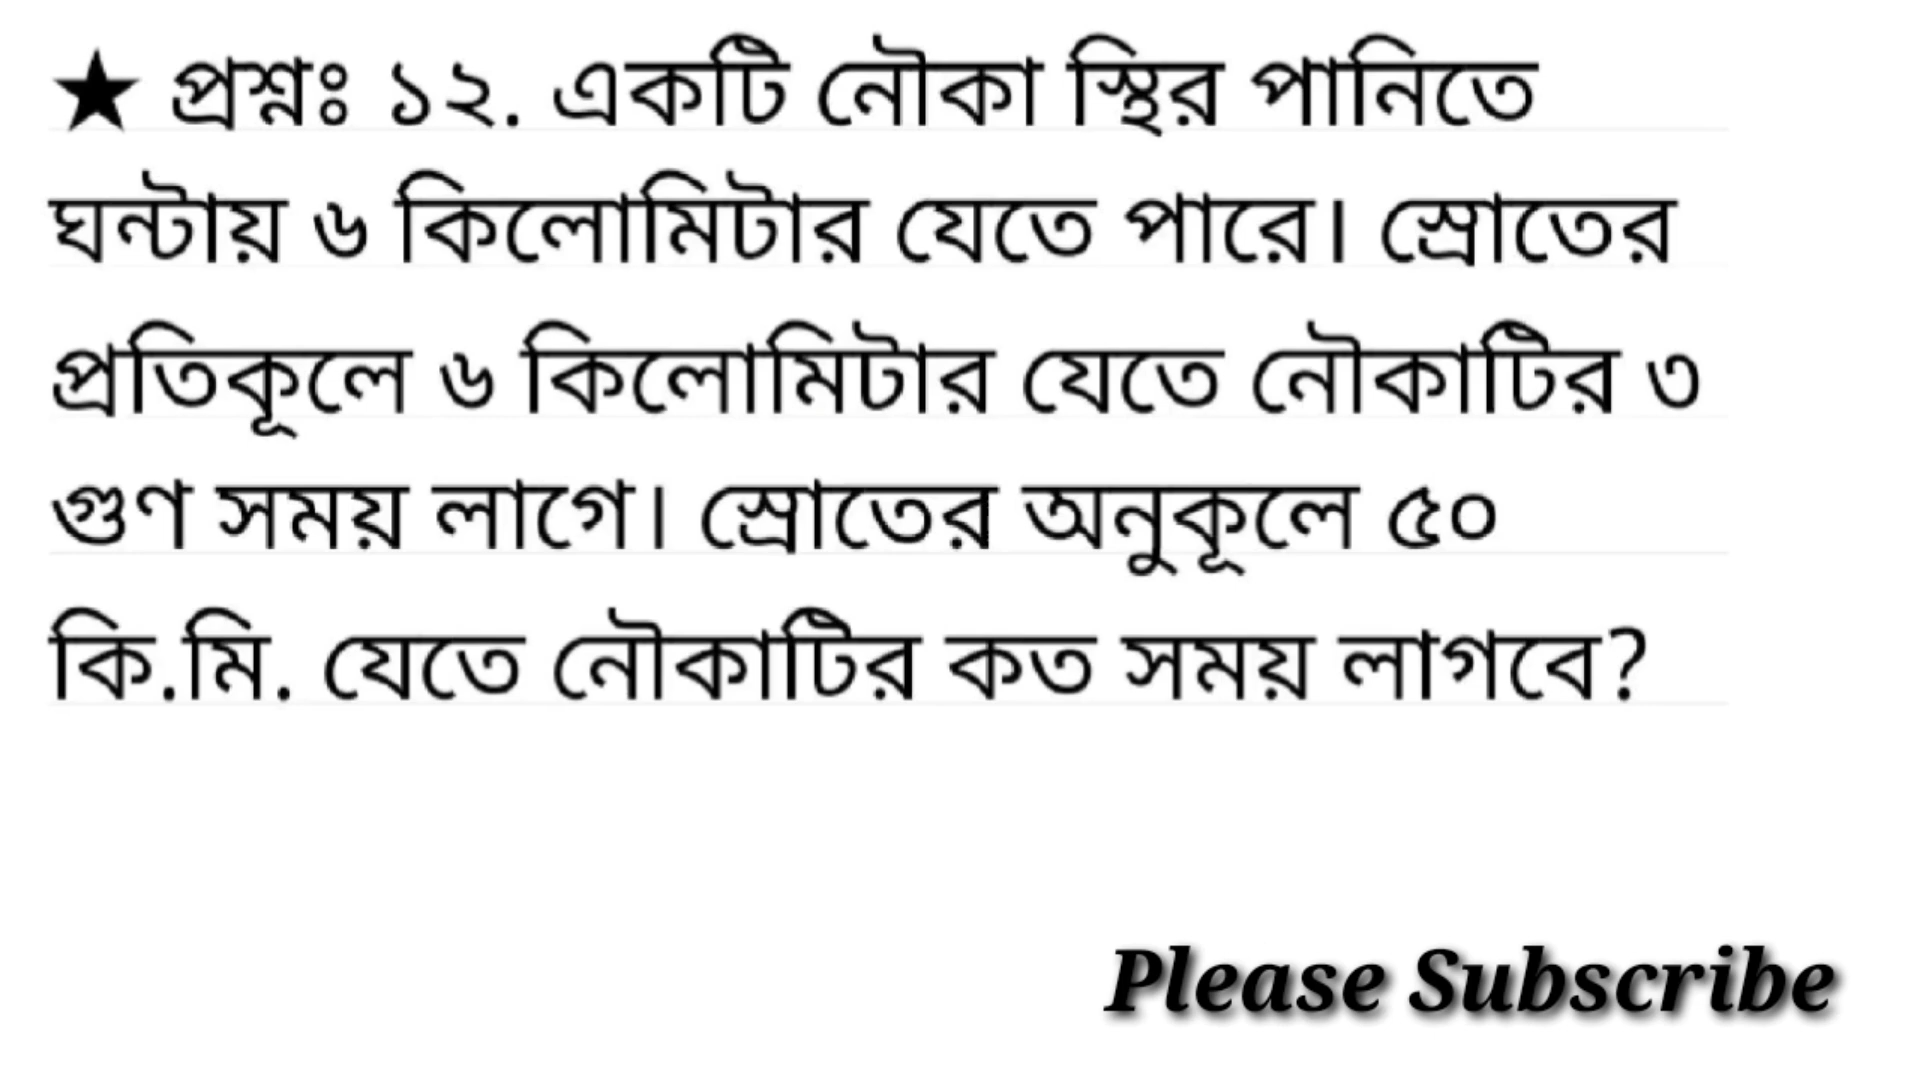 ★ প্রশ্নঃ ১২. একটি নৌকা স্থির পানিতে
ঘন্টায় ৬ কিলোমিটার যেতে পারে। স্রোতের
প্রতিকূলে ৬ কিলোমিটার যেতে নৌকাটির ৩
গুণ সময় লাগে। স্রোতের অনুকূলে ৫০
কি.মি. যেতে নৌকাটির কত সময় লাগবে?
Please Subscribe